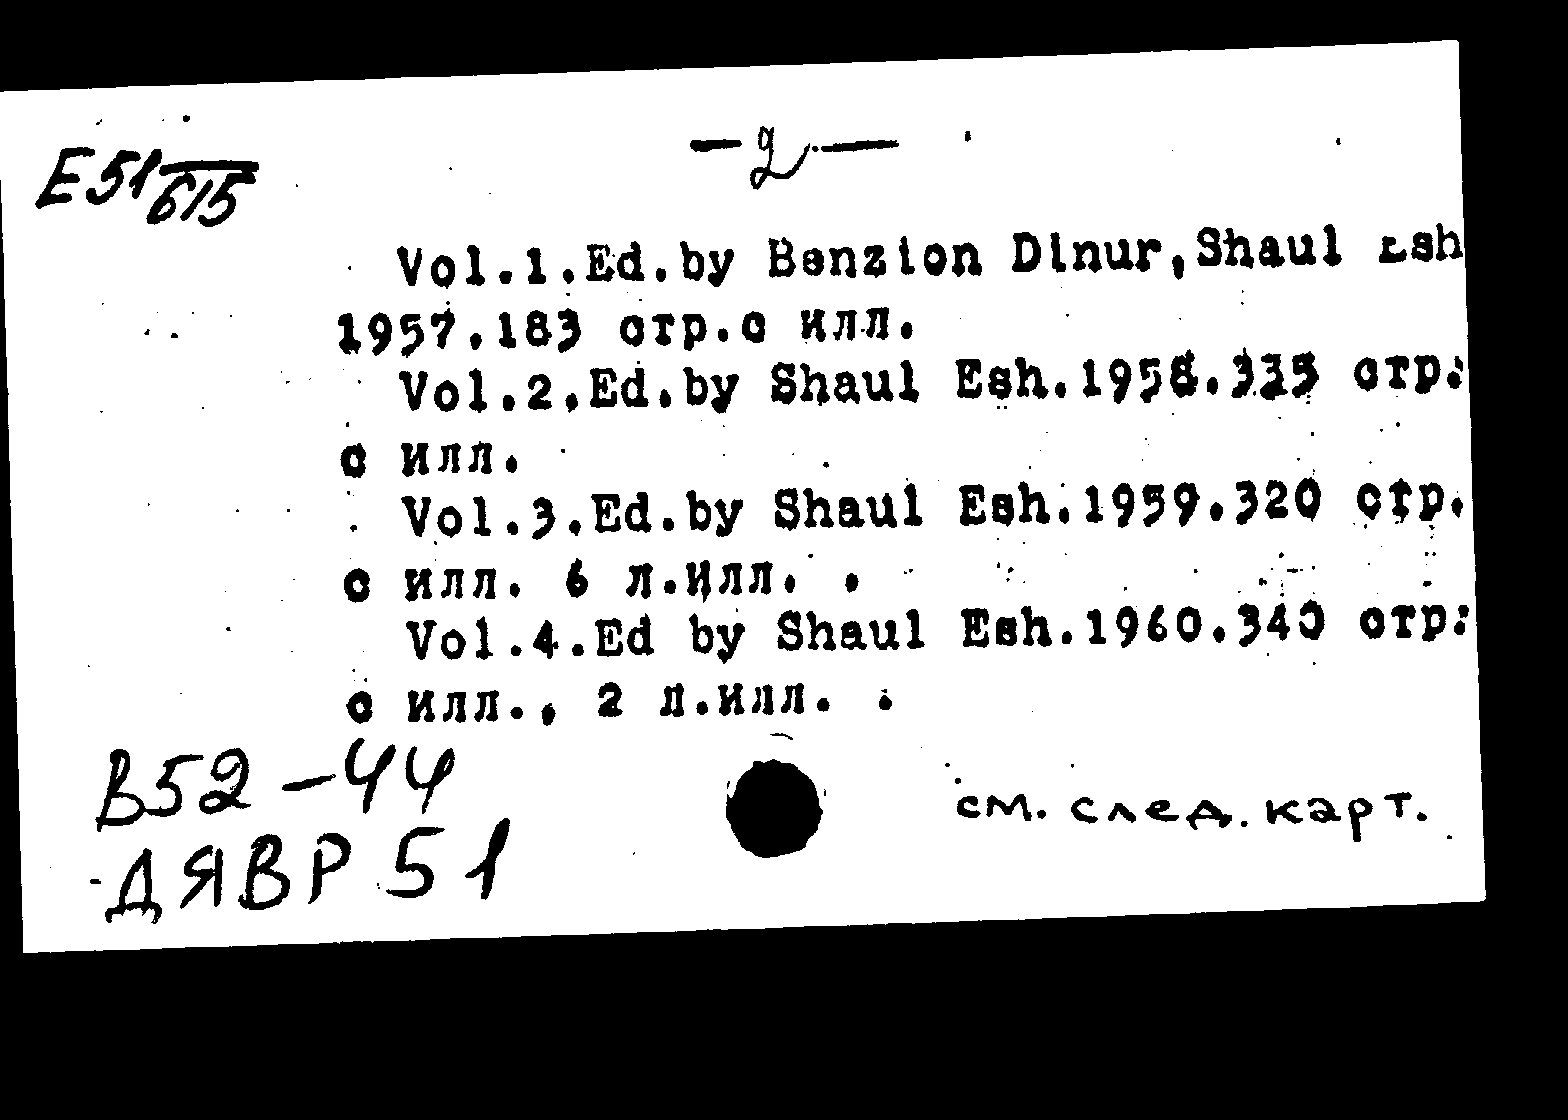 — 2 —
E51/615
Vol.1.Ed.by Benzion Dinur,Shaul Esh
1957.183 стр.с илл.
Vol.2.Ed.by Shaul Esh.1958.335 стр.
с илл.
Vol.3.Ed.by Shaul Esh.1959.320 стр.
с илл. 6 л.илл. .
Vol.4.Ed by Shaul Esh.1960.340 стр.
с илл., 2 л.илл. .
В52-44
см. след. карт.
ДЯВР 51